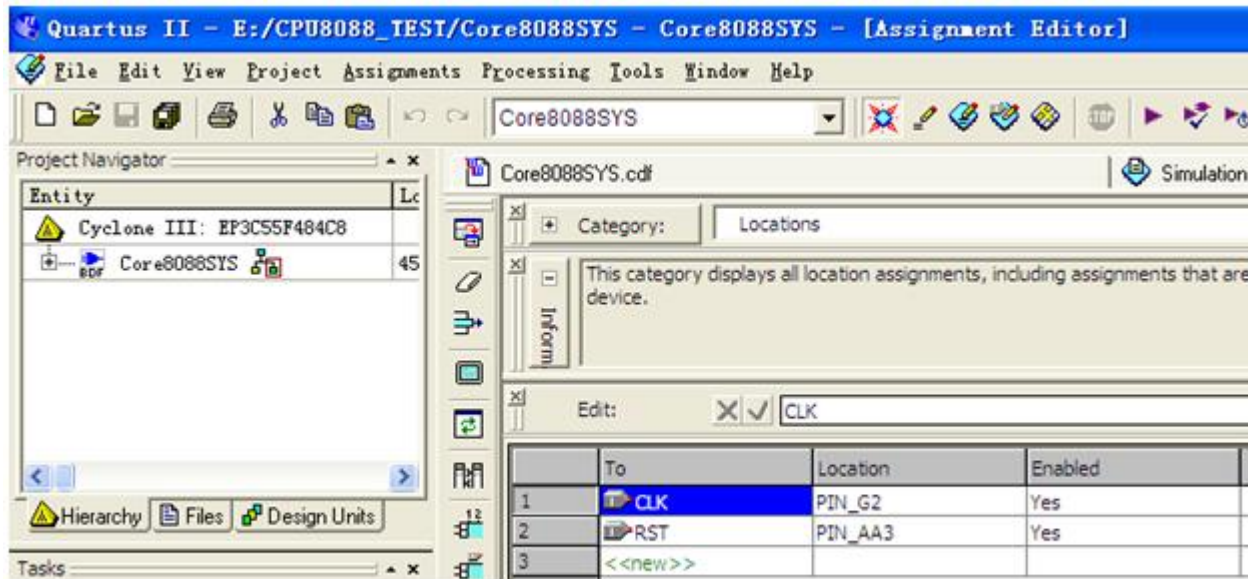 Quartus II - E:/CPU8088_TEST/Core8088SYS - Core8088SYS - [Assignment Editor]
File Edit View Project Assignments Processing Tools Window Help
Core8088SYS
Project Navigator
Entity
Cyclone III: EP3C55F484C8
BDF Core8088SYS 45
Hierarchy Files Design Units
Tasks
Core8088SYS.cdf Simulation
Category: Locations
This category displays all location assignments, including assignments that are
device.
Inform
Edit: CLK
To Location Enabled
1 CLK PIN_G2 Yes
2 RST PIN_AA3 Yes
3 <<new>>